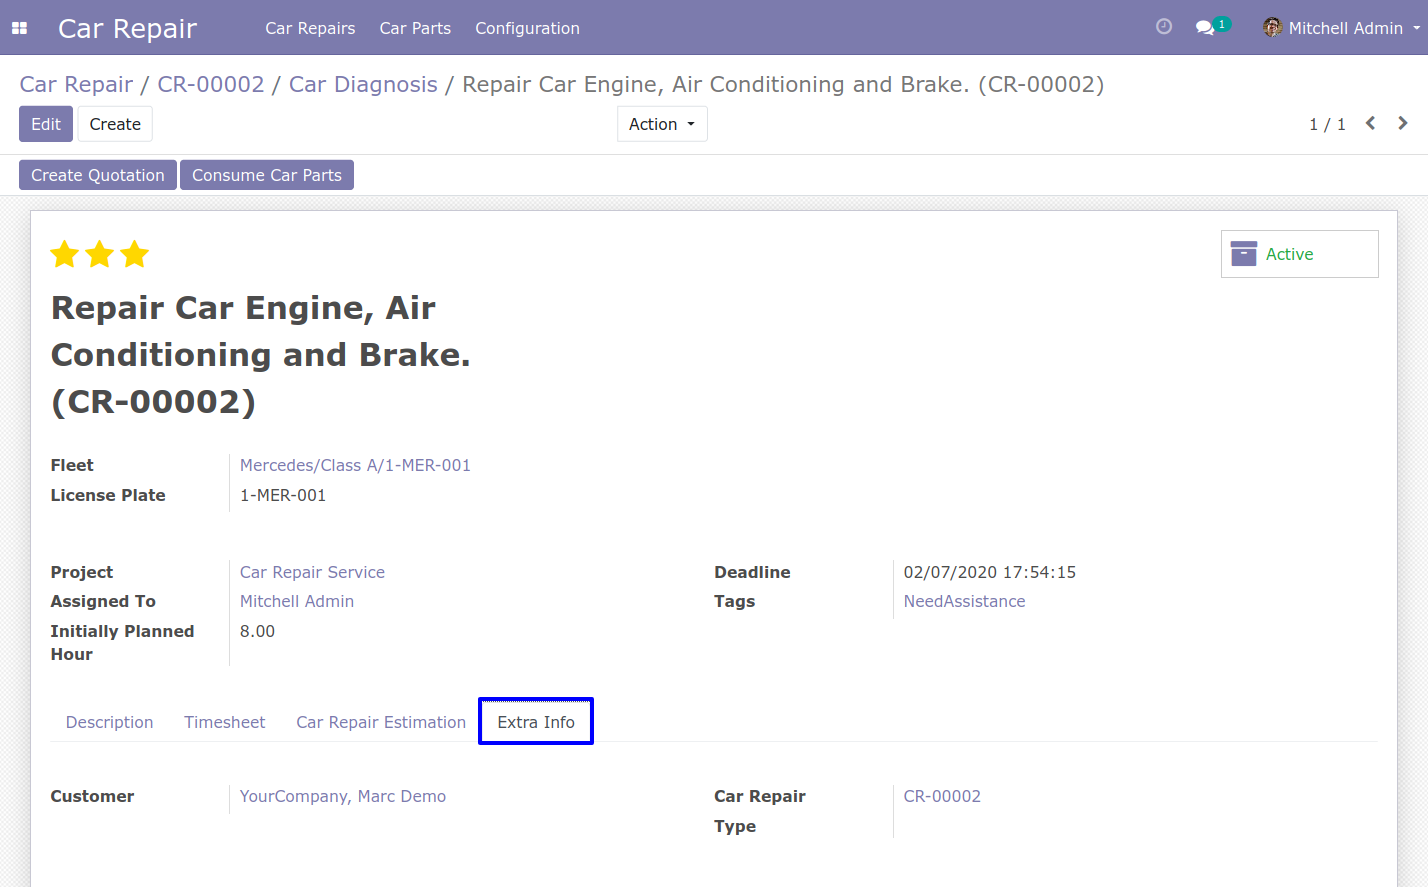 Car Repair Car Repairs Car Parts Configuration 1 Mitchell Admin
Car Repair / CR-00002 / Car Diagnosis / Repair Car Engine, Air Conditioning and Brake. (CR-00002)
Edit Create Action 1 / 1
Create Quotation Consume Car Parts
Active
Repair Car Engine, Air
Conditioning and Brake.
(CR-00002)
Fleet Mercedes/Class A/1-MER-001
License Plate 1-MER-001
Project Car Repair Service Deadline 02/07/2020 17:54:15
Assigned To Mitchell Admin Tags NeedAssistance
Initially Planned 8.00
Hour
Description Timesheet Car Repair Estimation Extra Info
Customer YourCompany, Marc Demo Car Repair CR-00002
Type